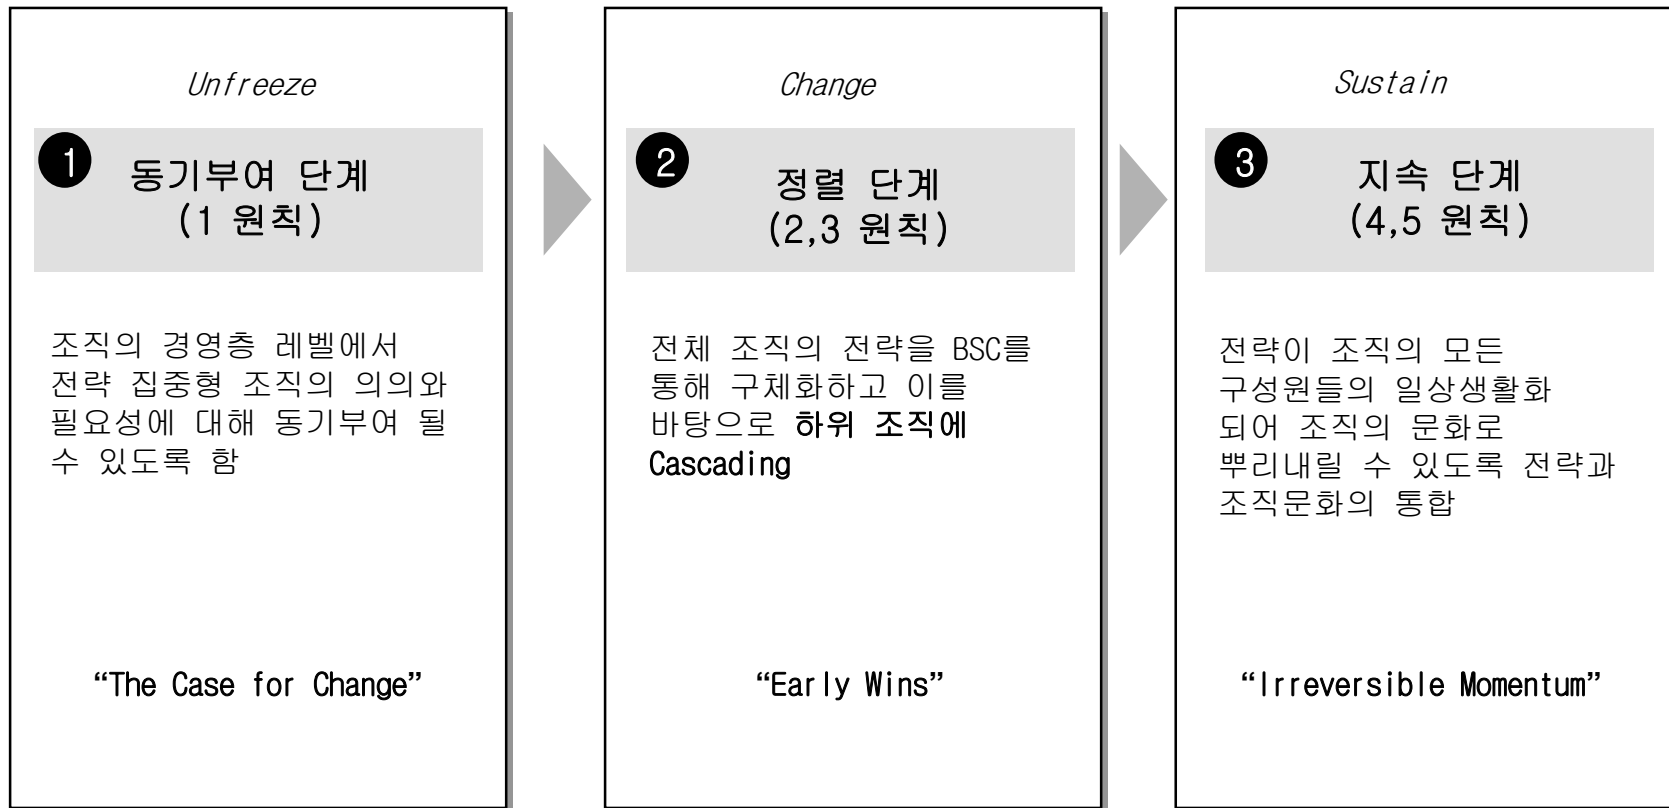 Unfreeze
1
동기부여 단계
(1 원칙)
조직의 경영층 레벨에서
전략 집중형 조직의 의의와
필요성에 대해 동기부여 될
수 있도록 함
“The Case for Change”
Change
2
정렬 단계
(2,3 원칙)
전체 조직의 전략을 BSC를
통해 구체화하고 이를
바탕으로 하위 조직에
Cascading
“Early Wins”
Sustain
3
지속 단계
(4,5 원칙)
전략이 조직의 모든
구성원들의 일상생활화
되어 조직의 문화로
뿌리내릴 수 있도록 전략과
조직문화의 통합
“Irreversible Momentum”